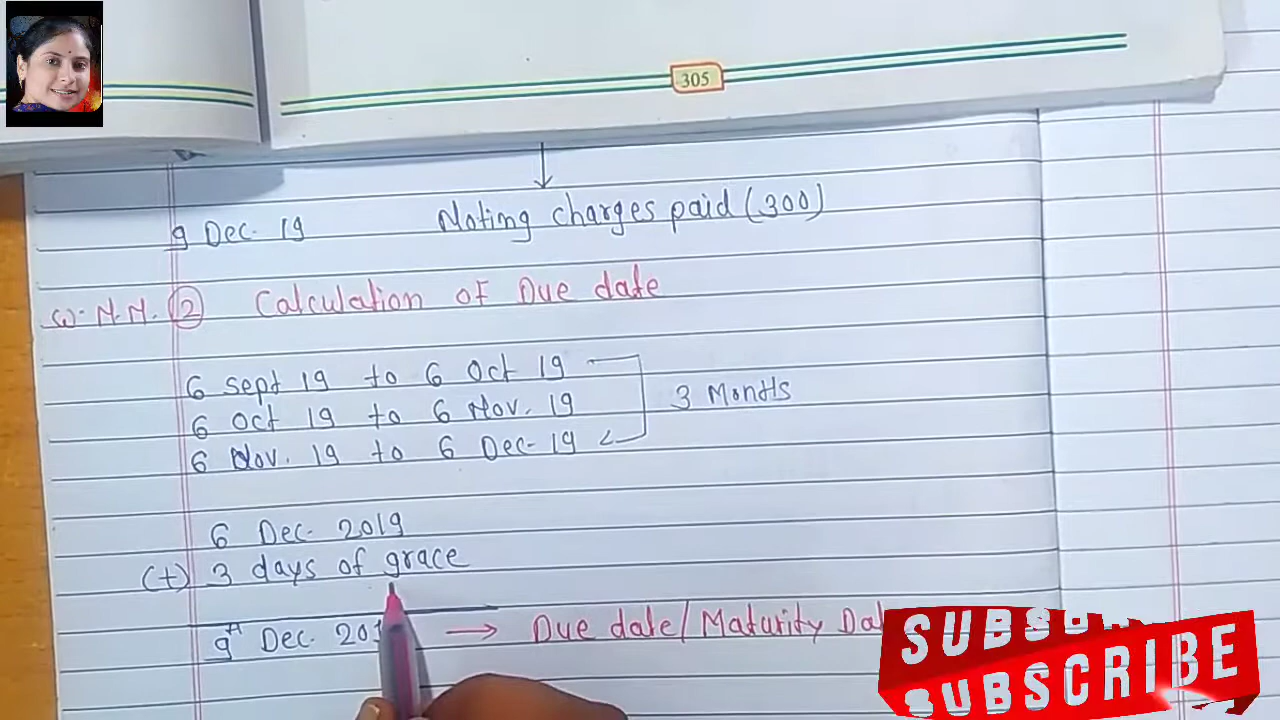 305
9 Dec. 19 Noting charges paid (300)
W.N.N. 2 Calculation of Due date
6 Sept 19 to 6 Oct 19
6 Oct 19 to 6 Nov. 19 3 Months
6 Nov. 19 to 6 Dec-19
6 Dec. 2019
(+) 3 days of grace
9th Dec. 201 → Due date/Maturity Dat
SUBSCRIBE